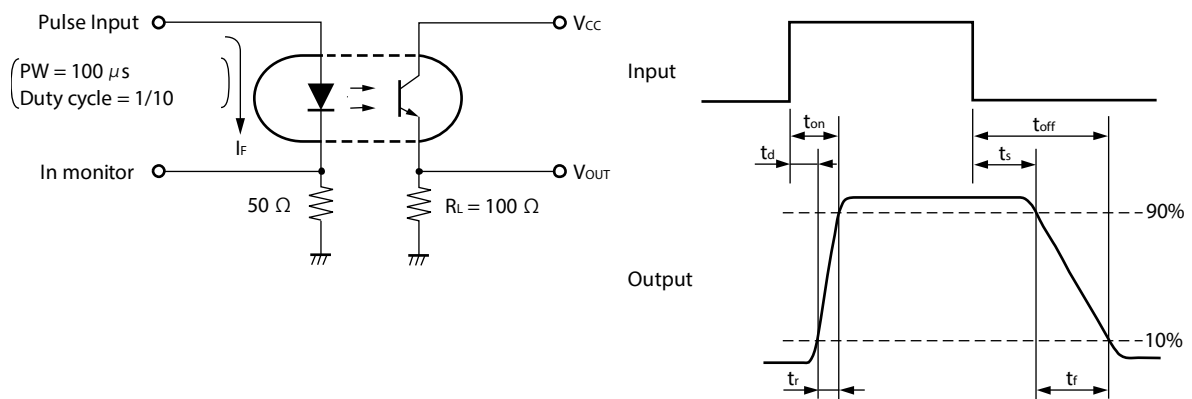 Pulse Input
PW = 100 μs
Duty cycle = 1/10
IF
In monitor
50 Ω
VCC
VOUT
RL = 100 Ω
Input
ton
toff
td
ts
90%
Output
10%
tr
tf